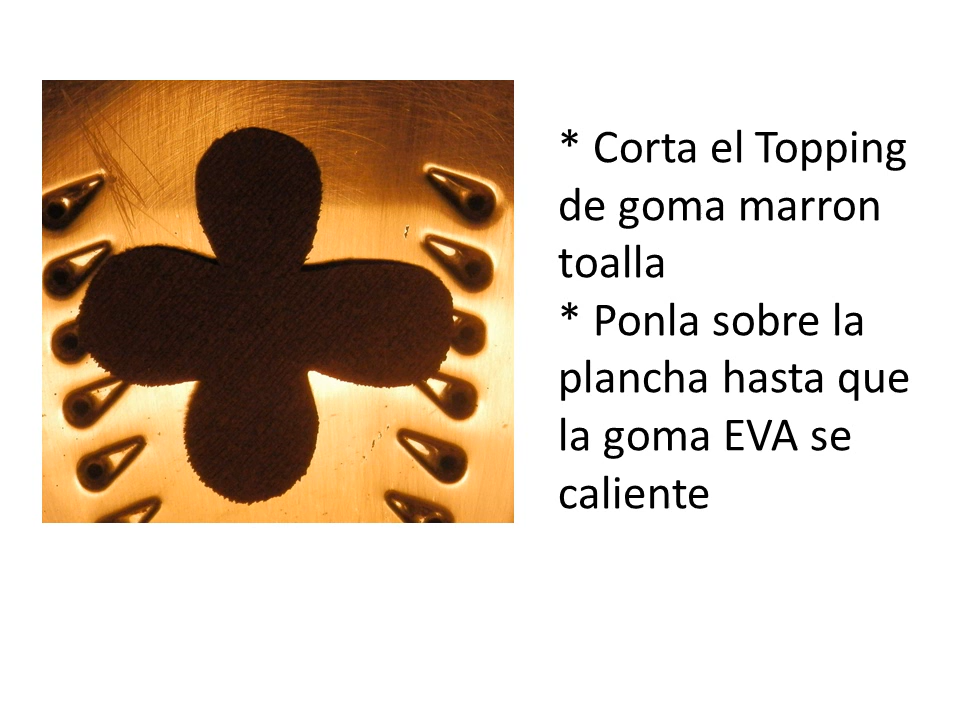 * Corta el Topping
de goma marron
toalla
* Ponla sobre la
plancha hasta que
la goma EVA se
caliente